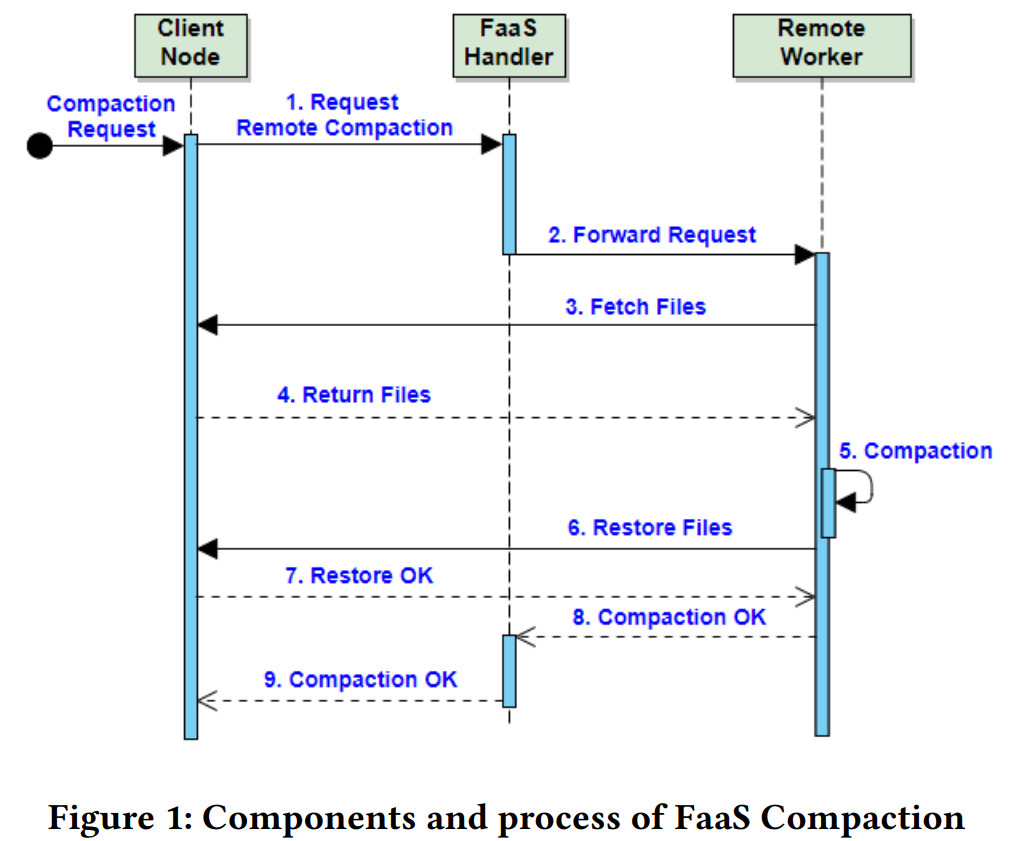 Client
Node
FaaS
Handler
Remote
Worker
Compaction
Request
1. Request
Remote Compaction
2. Forward Request
3. Fetch Files
4. Return Files
5. Compaction
6. Restore Files
7. Restore OK
8. Compaction OK
9. Compaction OK
Figure 1: Components and process of FaaS Compaction